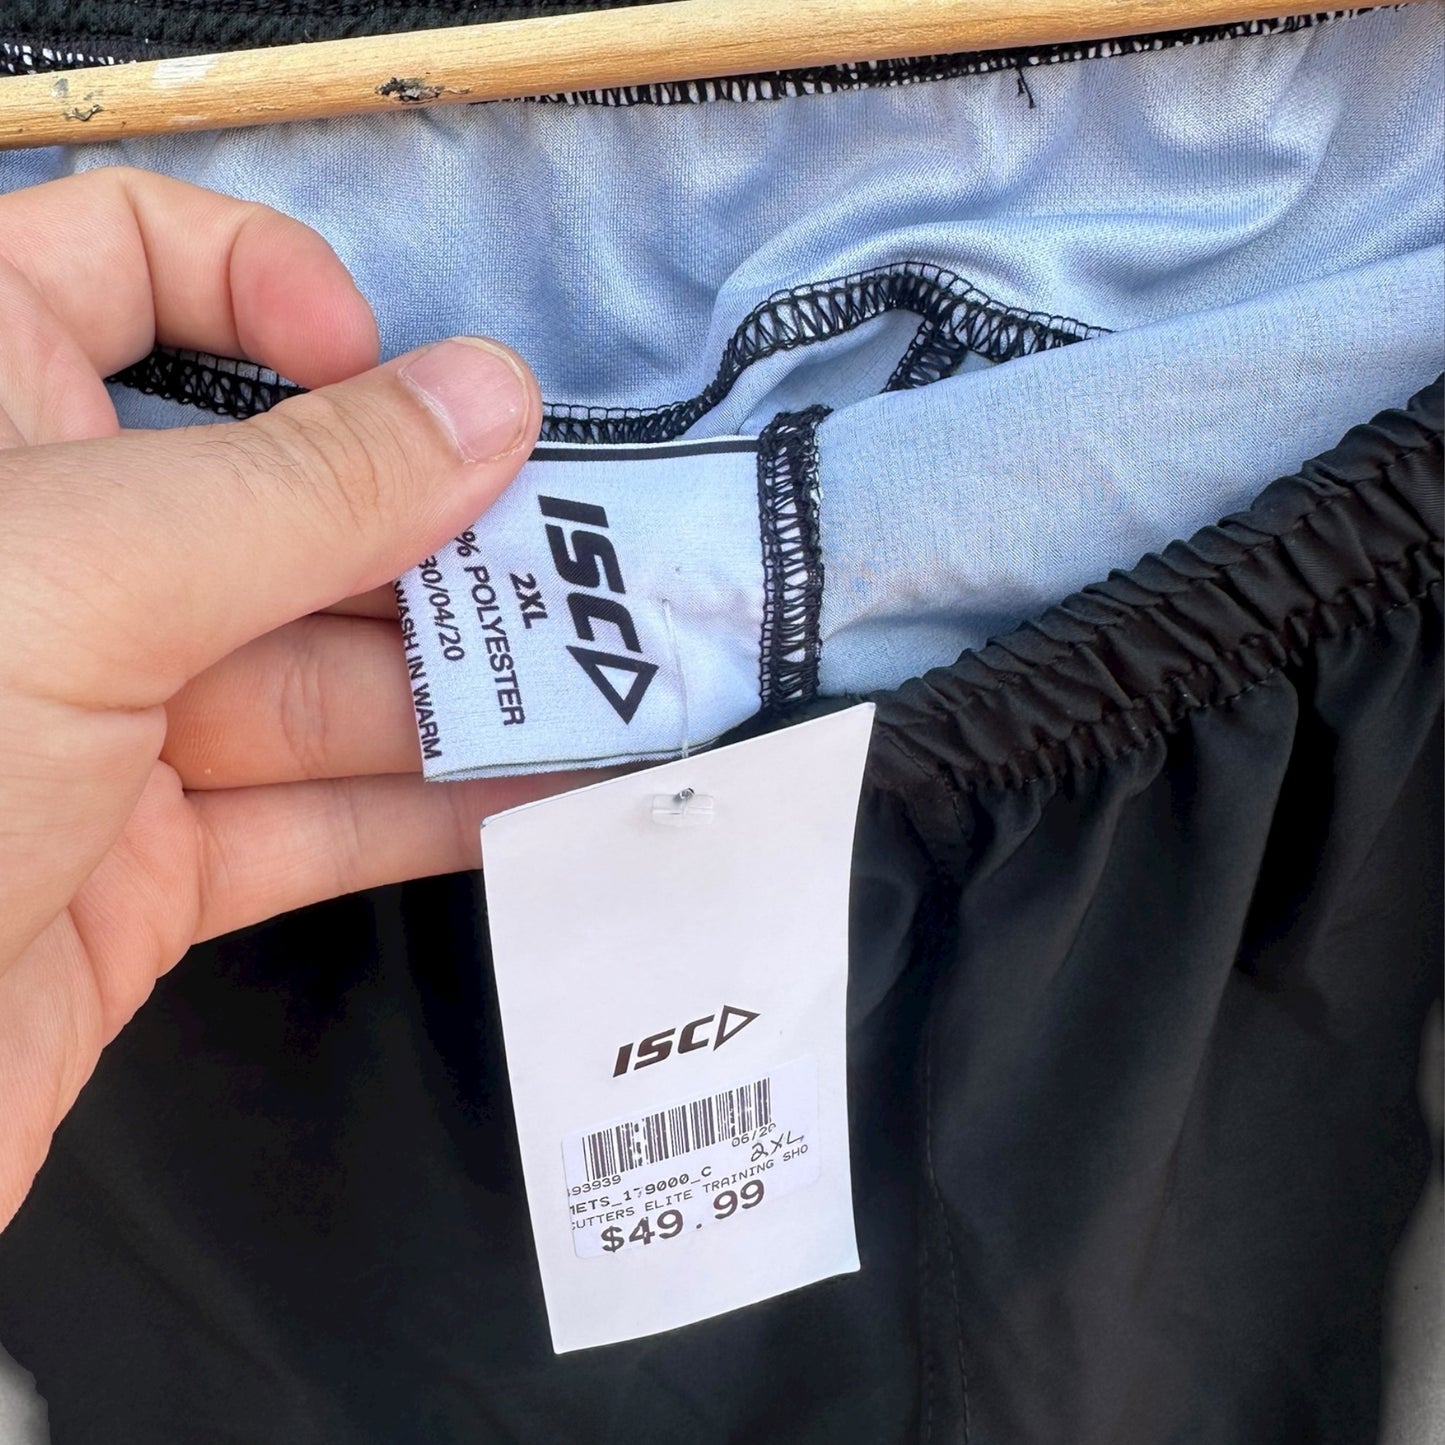 ISC
2XL
% POLYESTER
30/04/20
WASH IN WARM
ISC
06/20
2XL
93939
METS_179000_C
CUTTERS ELITE TRAINING SHO
$49.99